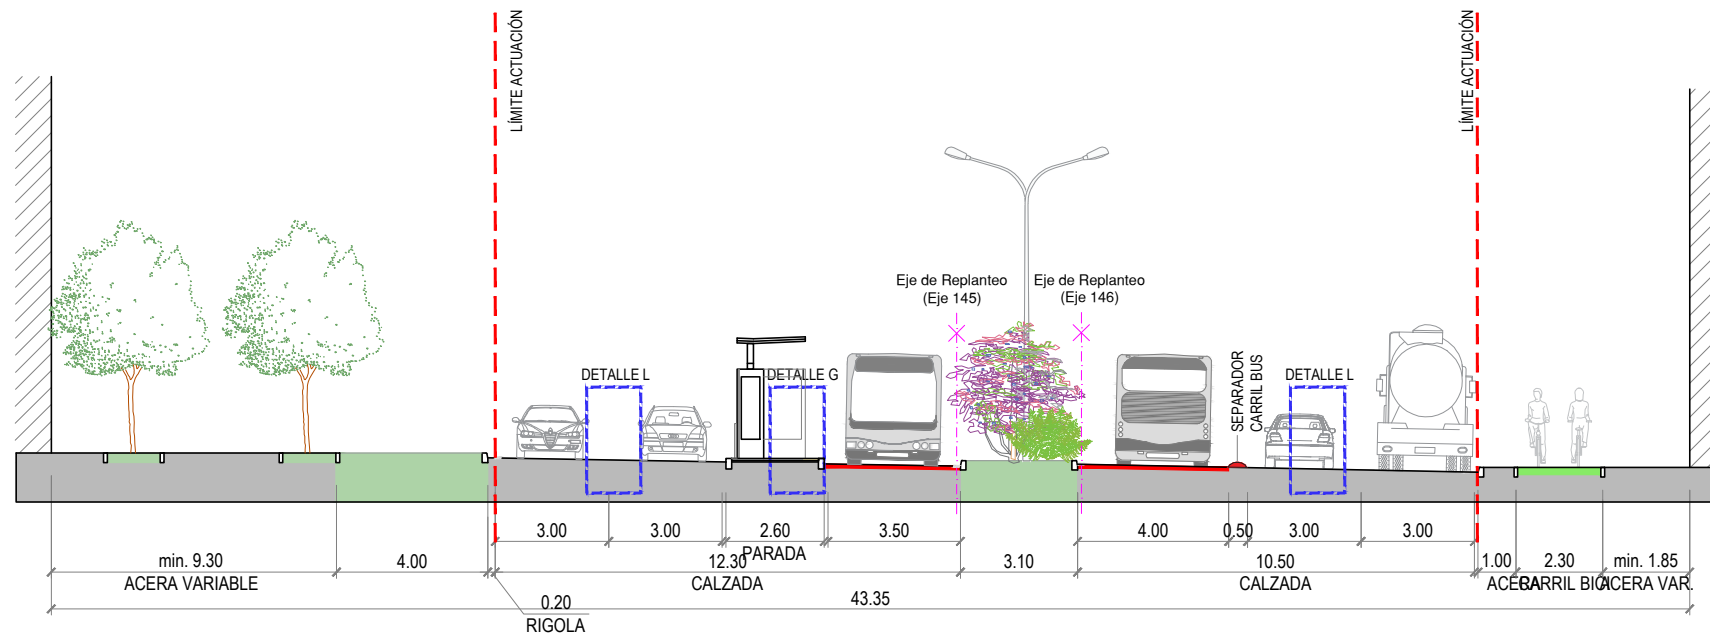 LÍMITE ACTUACIÓN
LÍMITE ACTUACIÓN
Eje de Replanteo
(Eje 145)
Eje de Replanteo
(Eje 146)
DETALLE L
DETALLE G
SEPARADOR
CARRIL BUS
DETALLE L
3.00
3.00
2.60
PARADA
3.50
4.00
0.50
3.00
3.00
min. 9.30
ACERA VARIABLE
4.00
12.30
CALZADA
3.10
10.50
CALZADA
1.00
ACERA
2.30
CARRIL BICI
min. 1.85
ACERA VAR.
43.35
0.20
RIGOLA